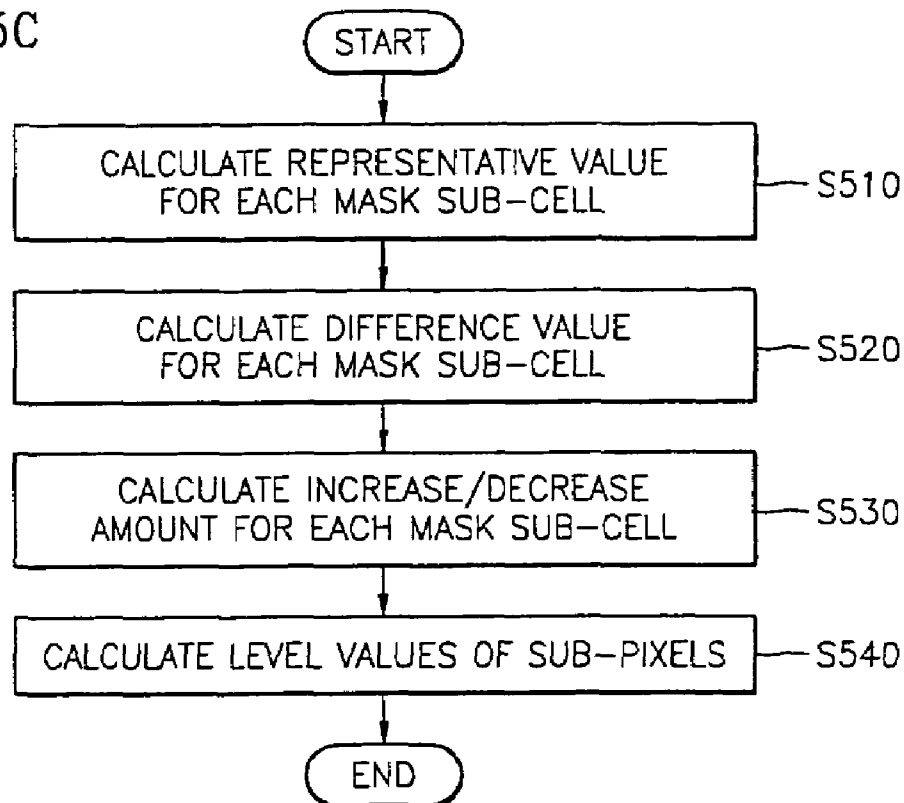 START
CALCULATE REPRESENTATIVE VALUE
FOR EACH MASK SUB-CELL
S510
CALCULATE DIFFERENCE VALUE
FOR EACH MASK SUB-CELL
S520
CALCULATE INCREASE/DECREASE
AMOUNT FOR EACH MASK SUB-CELL
S530
CALCULATE LEVEL VALUES OF SUB-PIXELS
S540
END